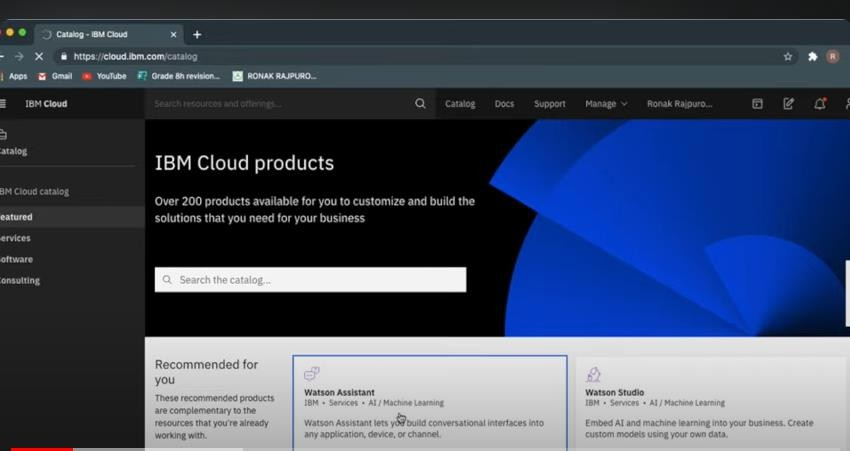 Catalog - IBM Cloud
https://cloud.ibm.com/catalog
Apps Gmail YouTube Grade 8h revision... RONAK RAJPURO...
IBM Cloud Search resources and offerings... Catalog Docs Support Manage Ronak Rajpuro...
R
atalog
BM Cloud catalog
eatured
ervices
oftware
onsulting
IBM Cloud products
Over 200 products available for you to customize and build the
solutions that you need for your business
Search the catalog...
Recommended for
you
These recommended products
are complementary to the
resources that you're already
working with.
Watson Assistant
IBM • Services • AI / Machine Learning
Watson Assistant lets you build conversational interfaces into
any application, device, or channel.
Watson Studio
IBM • Services • AI / Machine Learning
Embed AI and machine learning into your business. Create
custom models using your own data.